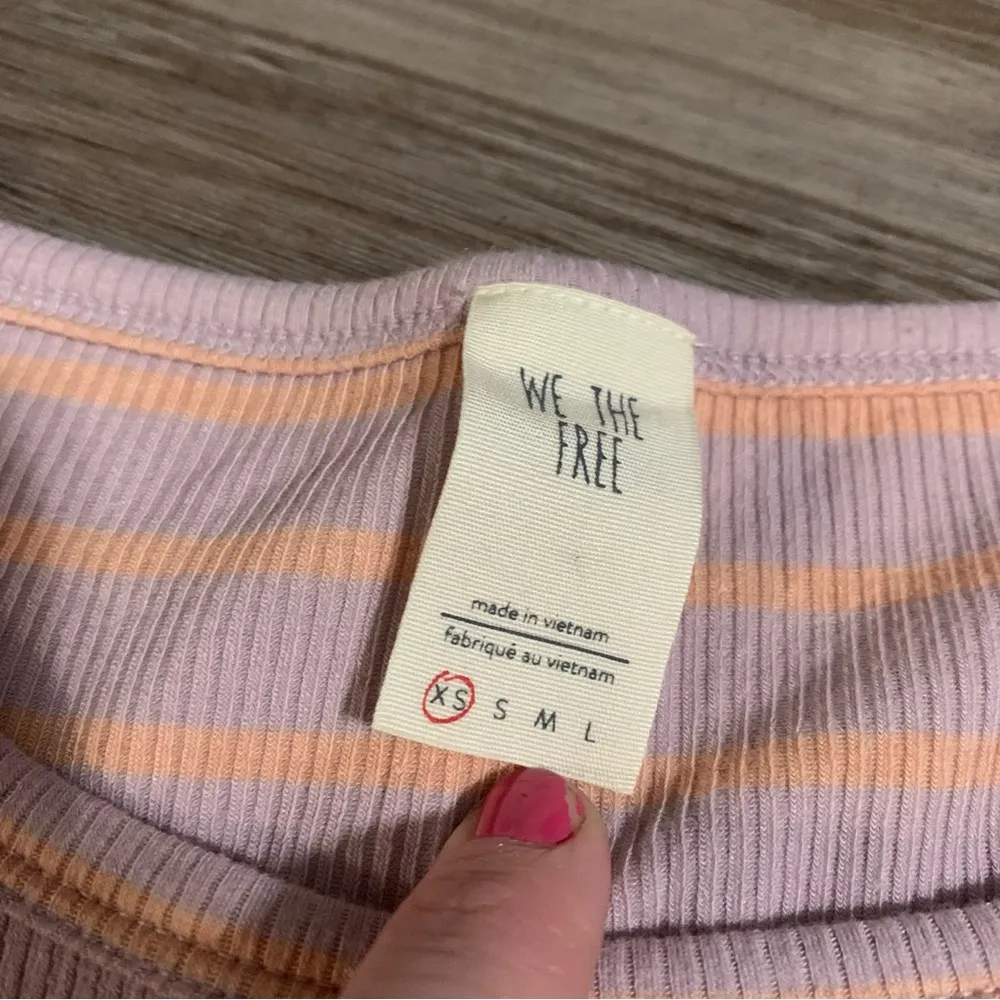 WE THE
FREE
made in vietnam
fabriqué au vietnam
XS S M L